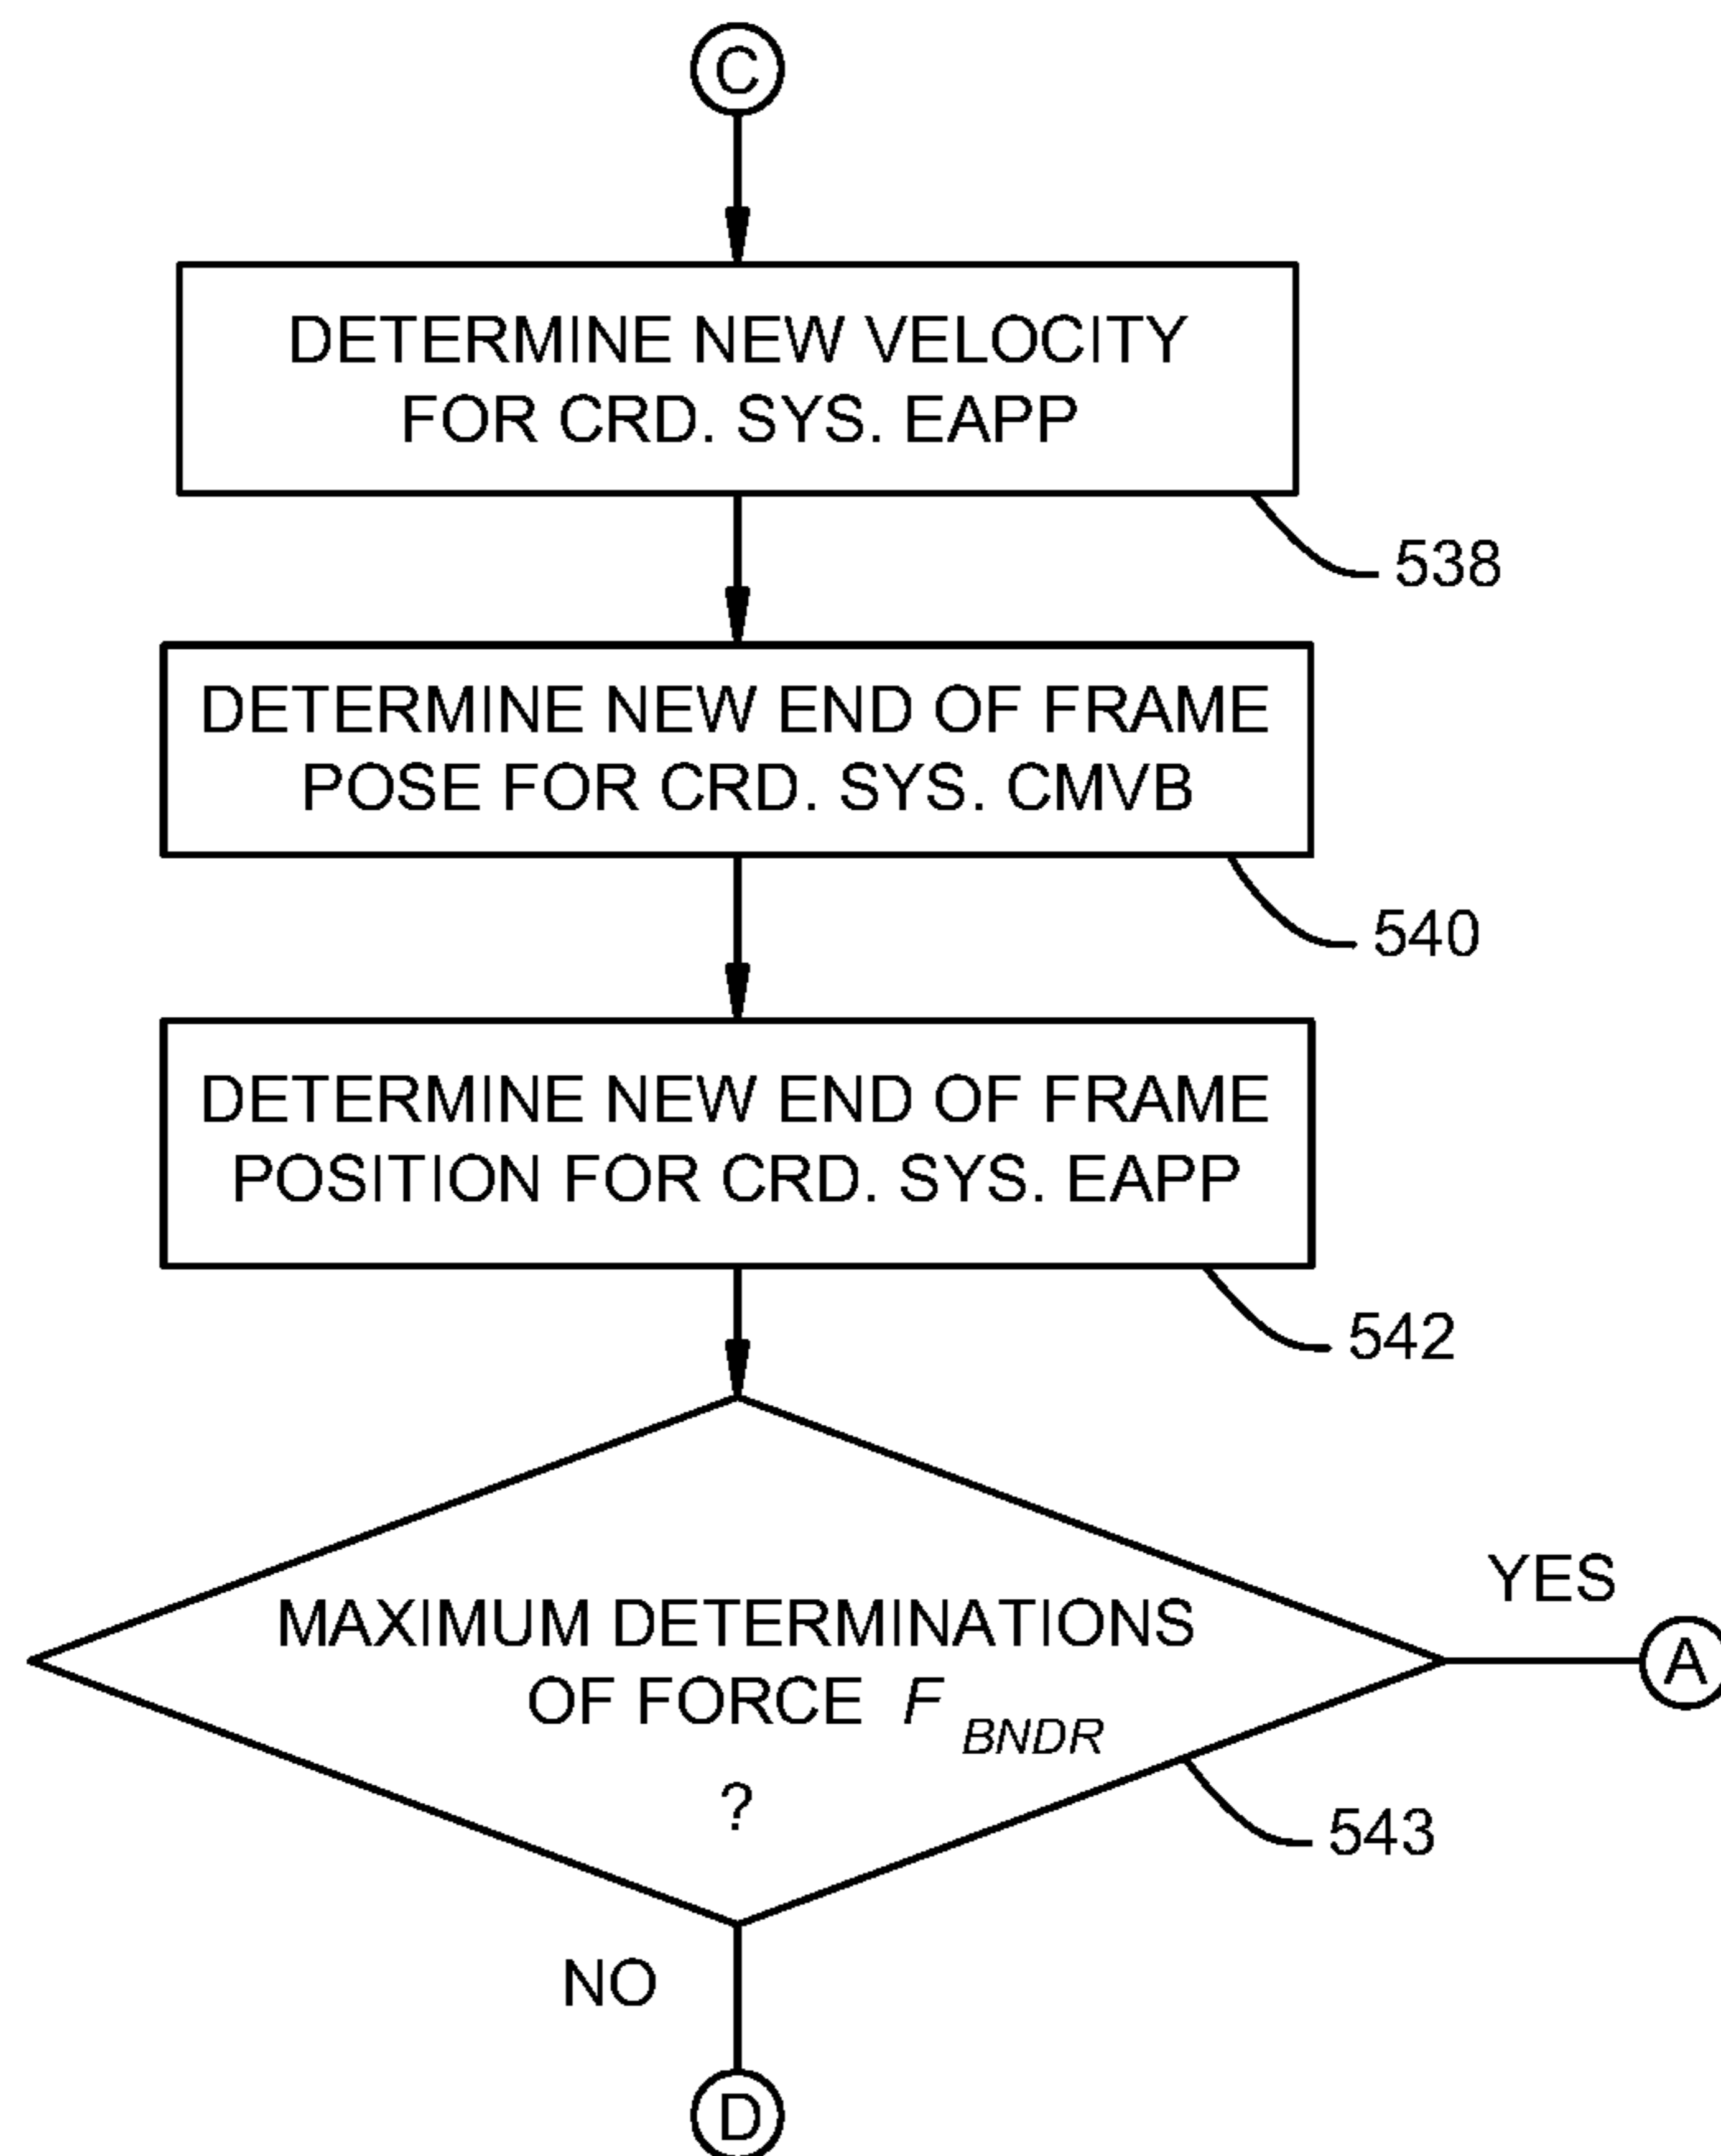 C
DETERMINE NEW VELOCITY
FOR CRD. SYS. EAPP
538
DETERMINE NEW END OF FRAME
POSE FOR CRD. SYS. CMVB
540
DETERMINE NEW END OF FRAME
POSITION FOR CRD. SYS. EAPP
542
MAXIMUM DETERMINATIONS
OF FORCE F BNDR
?
543
YES
A
NO
D